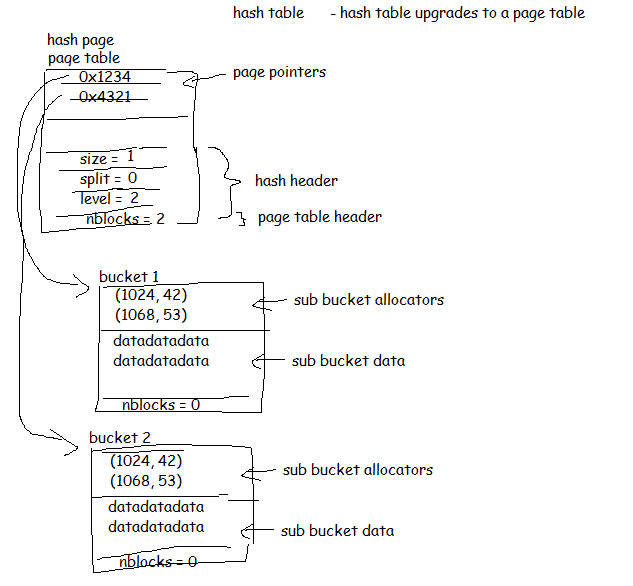 hash table - hash table upgrades to a page table
hash page
page table
0x1234
page pointers
0x4321
size = 1
split = 0
hash header
level = 2
nblocks = 2
page table header
bucket 1
(1024, 42)
sub bucket allocators
(1068, 53)
datadatadata
datadatadata
sub bucket data
nblocks = 0
bucket 2
(1024, 42)
sub bucket allocators
(1068, 53)
datadatadata
datadatadata
sub bucket data
nblocks = 0